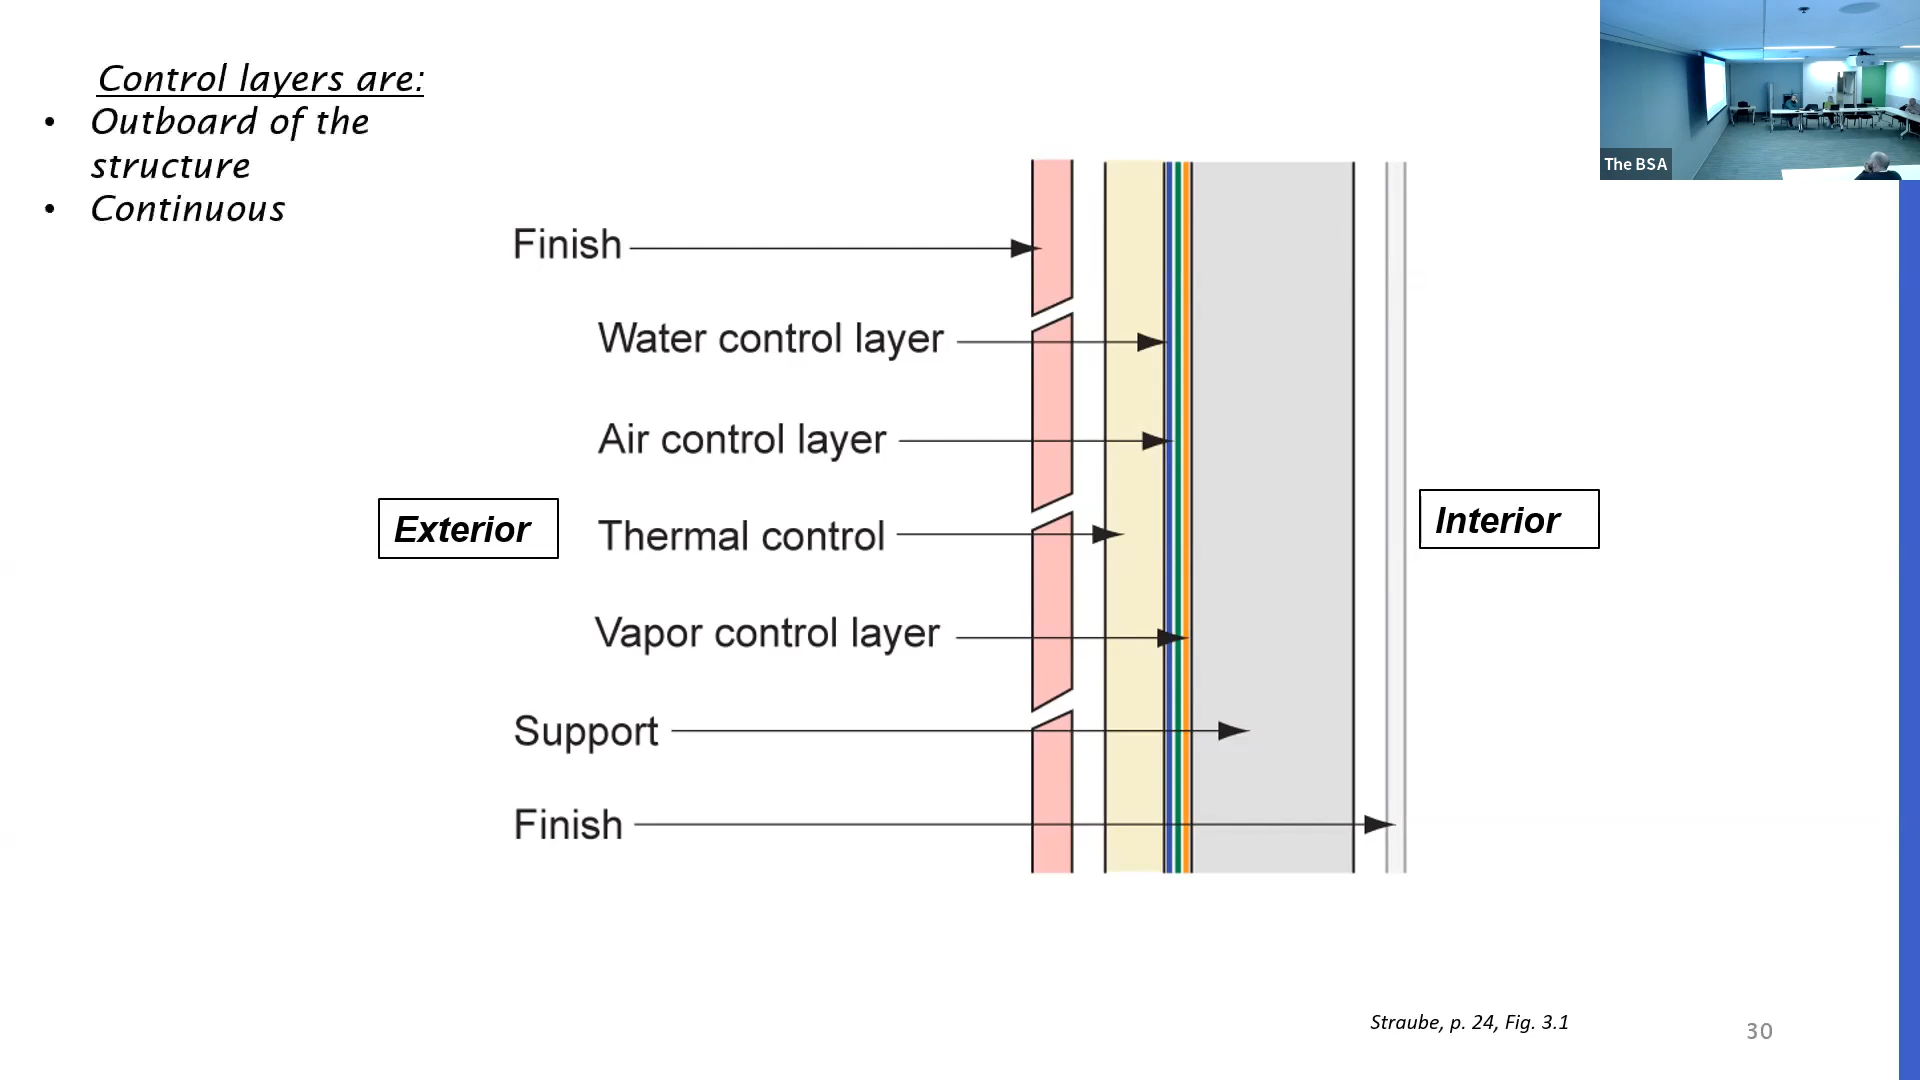 Control layers are:
• Outboard of the
structure
• Continuous
The BSA
Finish
Water control layer
Air control layer
Exterior
Thermal control
Interior
Vapor control layer
Support
Finish
Straube, p. 24, Fig. 3.1
30